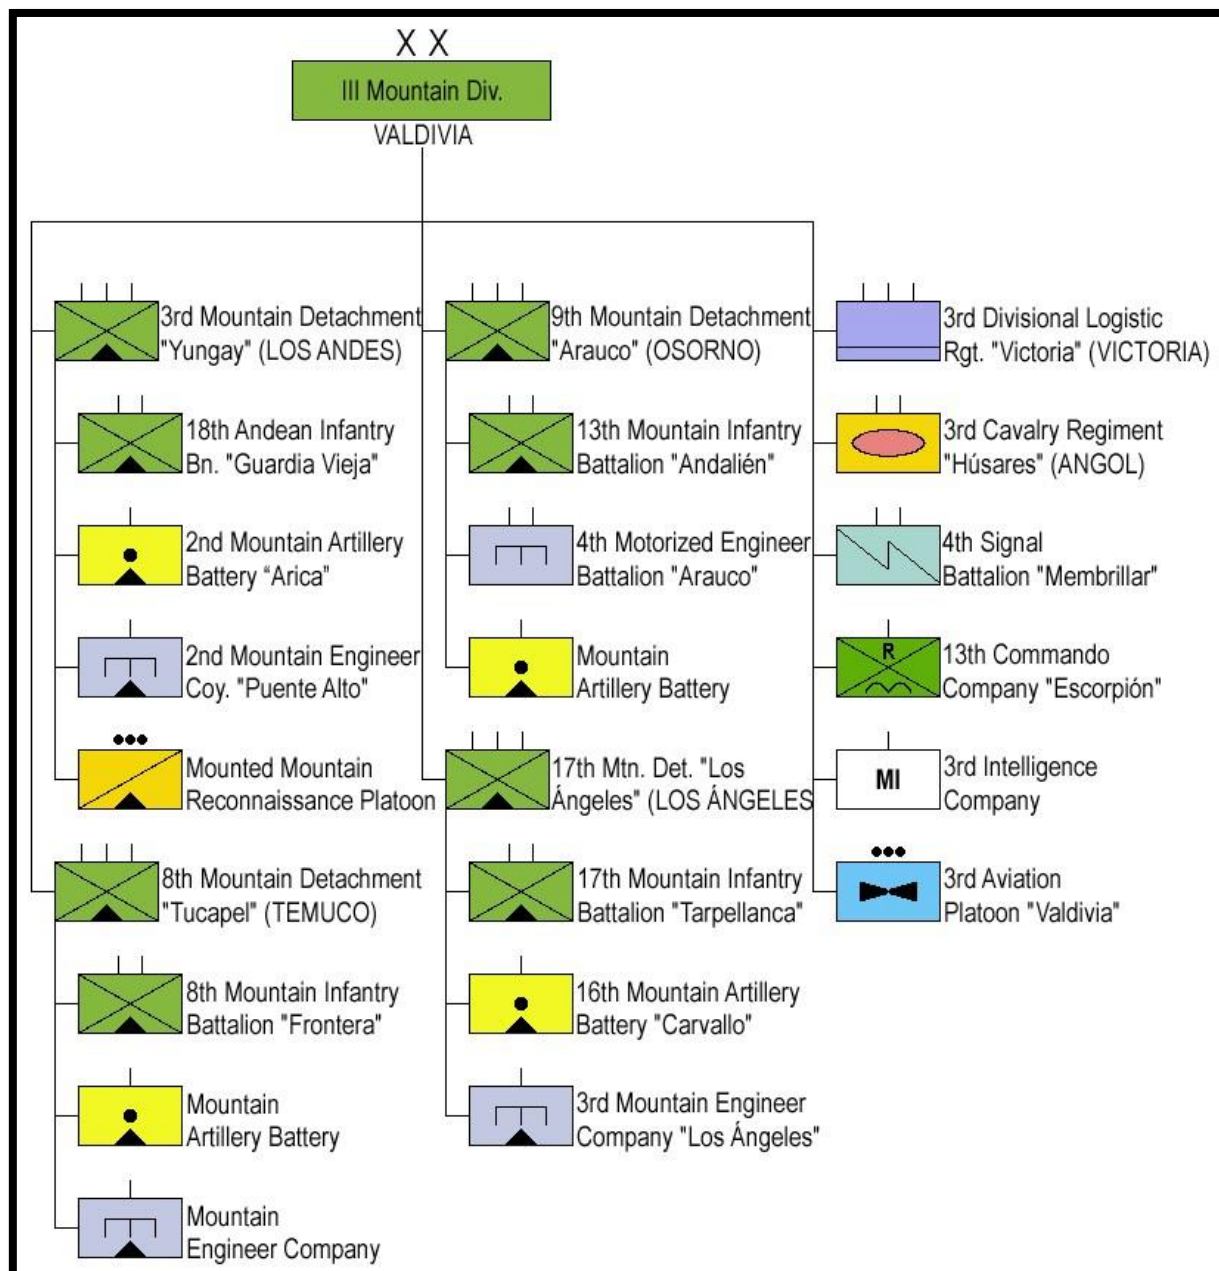 X X
III Mountain Div.
VALDIVIA
3rd Mountain Detachment
"Yungay" (LOS ANDES)
18th Andean Infantry
Bn. "Guardia Vieja"
2nd Mountain Artillery
Battery “Arica”
2nd Mountain Engineer
Coy. "Puente Alto"
Mounted Mountain
Reconnaissance Platoon
8th Mountain Detachment
"Tucapel" (TEMUCO)
8th Mountain Infantry
Battalion "Frontera"
Mountain
Artillery Battery
Mountain
Engineer Company
9th Mountain Detachment
"Arauco" (OSORNO)
13th Mountain Infantry
Battalion "Andalién"
4th Motorized Engineer
Battalion "Arauco"
Mountain
Artillery Battery
17th Mtn. Det. "Los
Ángeles" (LOS ÁNGELES
17th Mountain Infantry
Battalion "Tarpellanca"
16th Mountain Artillery
Battery "Carvallo"
3rd Mountain Engineer
Company "Los Ángeles"
3rd Divisional Logistic
Rgt. "Victoria" (VICTORIA)
3rd Cavalry Regiment
"Húsares" (ANGOL)
4th Signal
Battalion "Membrillar"
R
13th Commando
Company "Escorpión"
MI
3rd Intelligence
Company
3rd Aviation
Platoon "Valdivia"